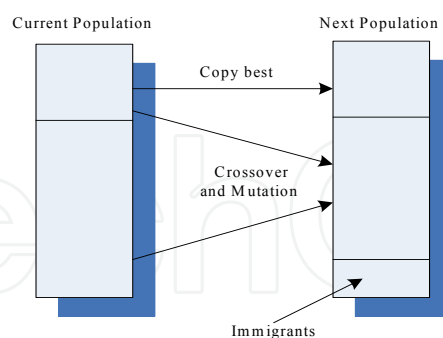 Current Population
Next Population
Copy best
Crossover
and Mutation
Immigrants